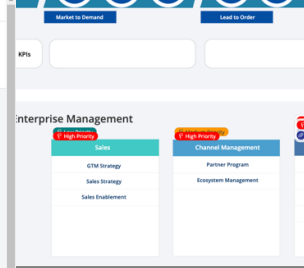 Market to Demand
Lead to Order
KPIs
Enterprise Management
High Priority
High Priority
Sales
Channel Management
GTM Strategy
Partner Program
Sales Strategy
Ecosystem Management
Sales Enablement